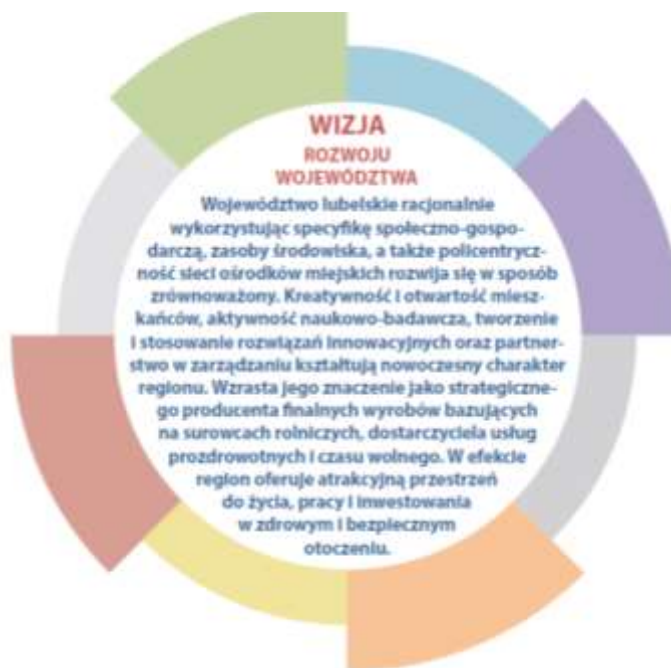 WIZJA
ROZWOJU
WOJEWÓDZTWA
Województwo lubelskie racjonalnie
wykorzystując specyfikę społeczno-gospo-
darczą, zasoby środowiska, a także policentrycz-
ność sieci ośrodków miejskich rozwija się w sposób
zrównoważony. Kreatywność i otwartość miesz-
kańców, aktywność naukowo-badawcza, tworzenie
i stosowanie rozwiązań innowacyjnych oraz partner-
stwo w zarządzaniu kształtują nowoczesny charakter
regionu. Wzrasta jego znaczenie jako strategiczne-
go producenta finalnych wyrobów bazujących
na surowcach rolniczych, dostarczyciela usług
prozdrowotnych i czasu wolnego. W efekcie
region oferuje atrakcyjną przestrzeń
do życia, pracy i inwestowania
w zdrowym i bezpiecznym
otoczeniu.